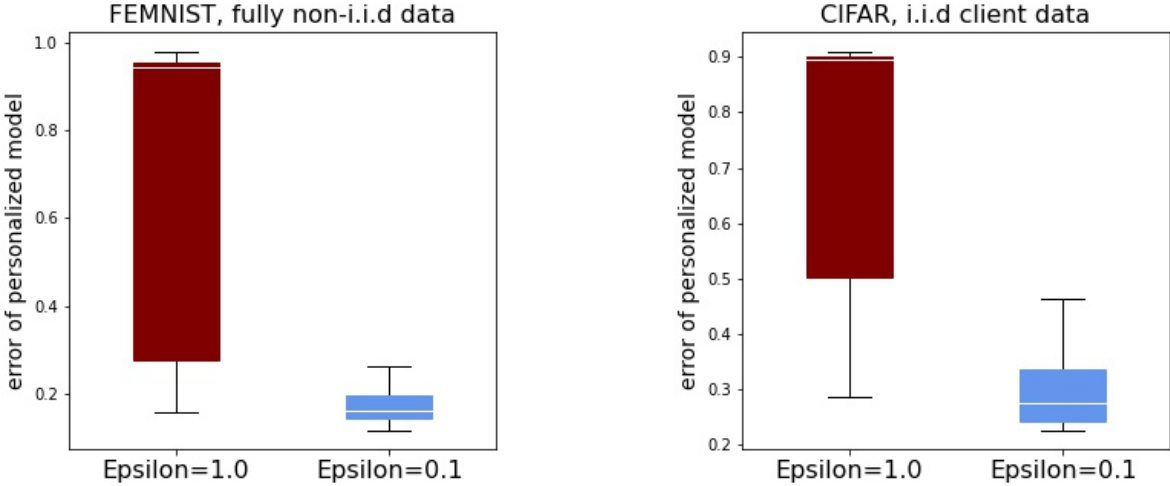 FEMNIST, fully non-i.i.d data
error of personalized model
1.0
0.8
0.6
0.4
0.2
Epsilon=1.0
Epsilon=0.1
CIFAR, i.i.d client data
error of personalized model
0.9
0.8
0.7
0.6
0.5
0.4
0.3
0.2
Epsilon=1.0
Epsilon=0.1